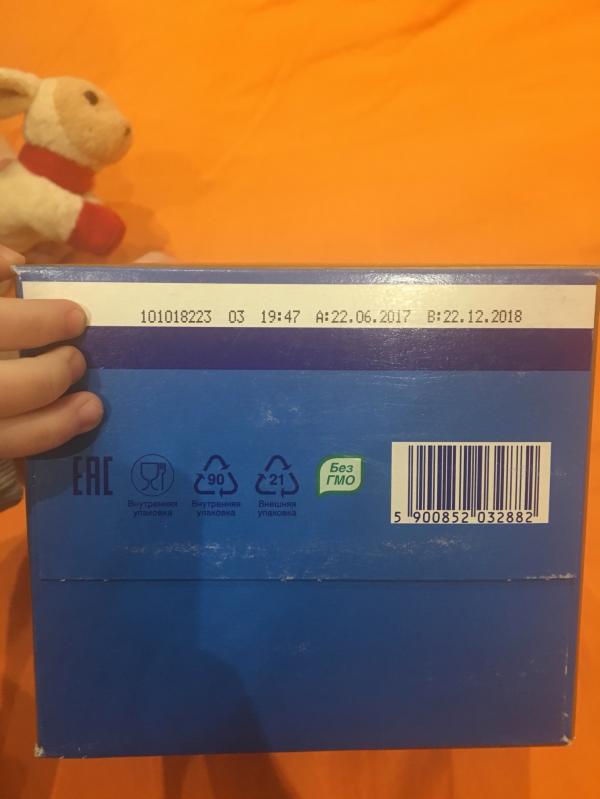 101018223 03 19:47 A:22.06.2017 B:22.12.2018
EAC
90
21
Без
ГМО
Внутренняя
упаковка
Внутренняя
упаковка
Внешняя
упаковка
5 900852 032882